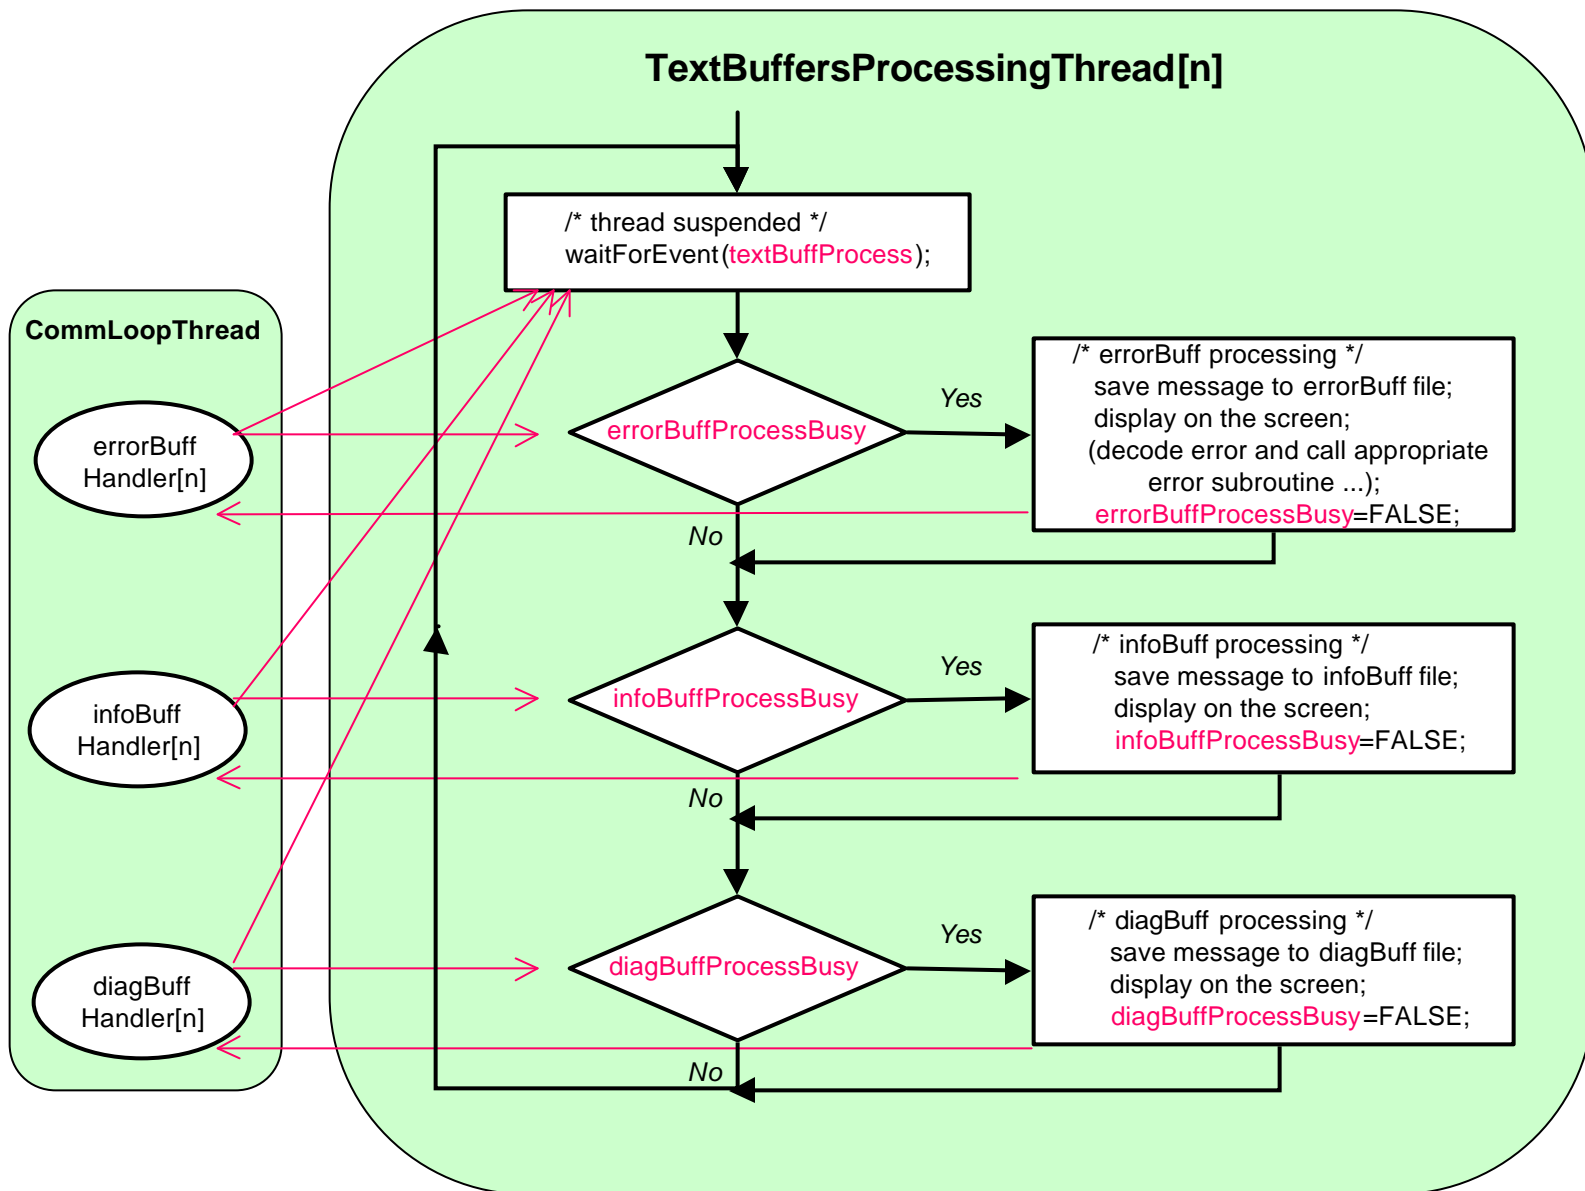 TextBuffersProcessingThread[n]
/* thread suspended */
waitForEvent(textBuffProcess);
CommLoopThread
errorBuff
Handler[n]
errorBuffProcessBusy
Yes
/* errorBuff processing */
save message to errorBuff file;
display on the screen;
(decode error and call appropriate
error subroutine ...);
errorBuffProcessBusy=FALSE;
No
infoBuff
Handler[n]
infoBuffProcessBusy
Yes
/* infoBuff processing */
save message to infoBuff file;
display on the screen;
infoBuffProcessBusy=FALSE;
No
diagBuff
Handler[n]
diagBuffProcessBusy
Yes
/* diagBuff processing */
save message to diagBuff file;
display on the screen;
diagBuffProcessBusy=FALSE;
No